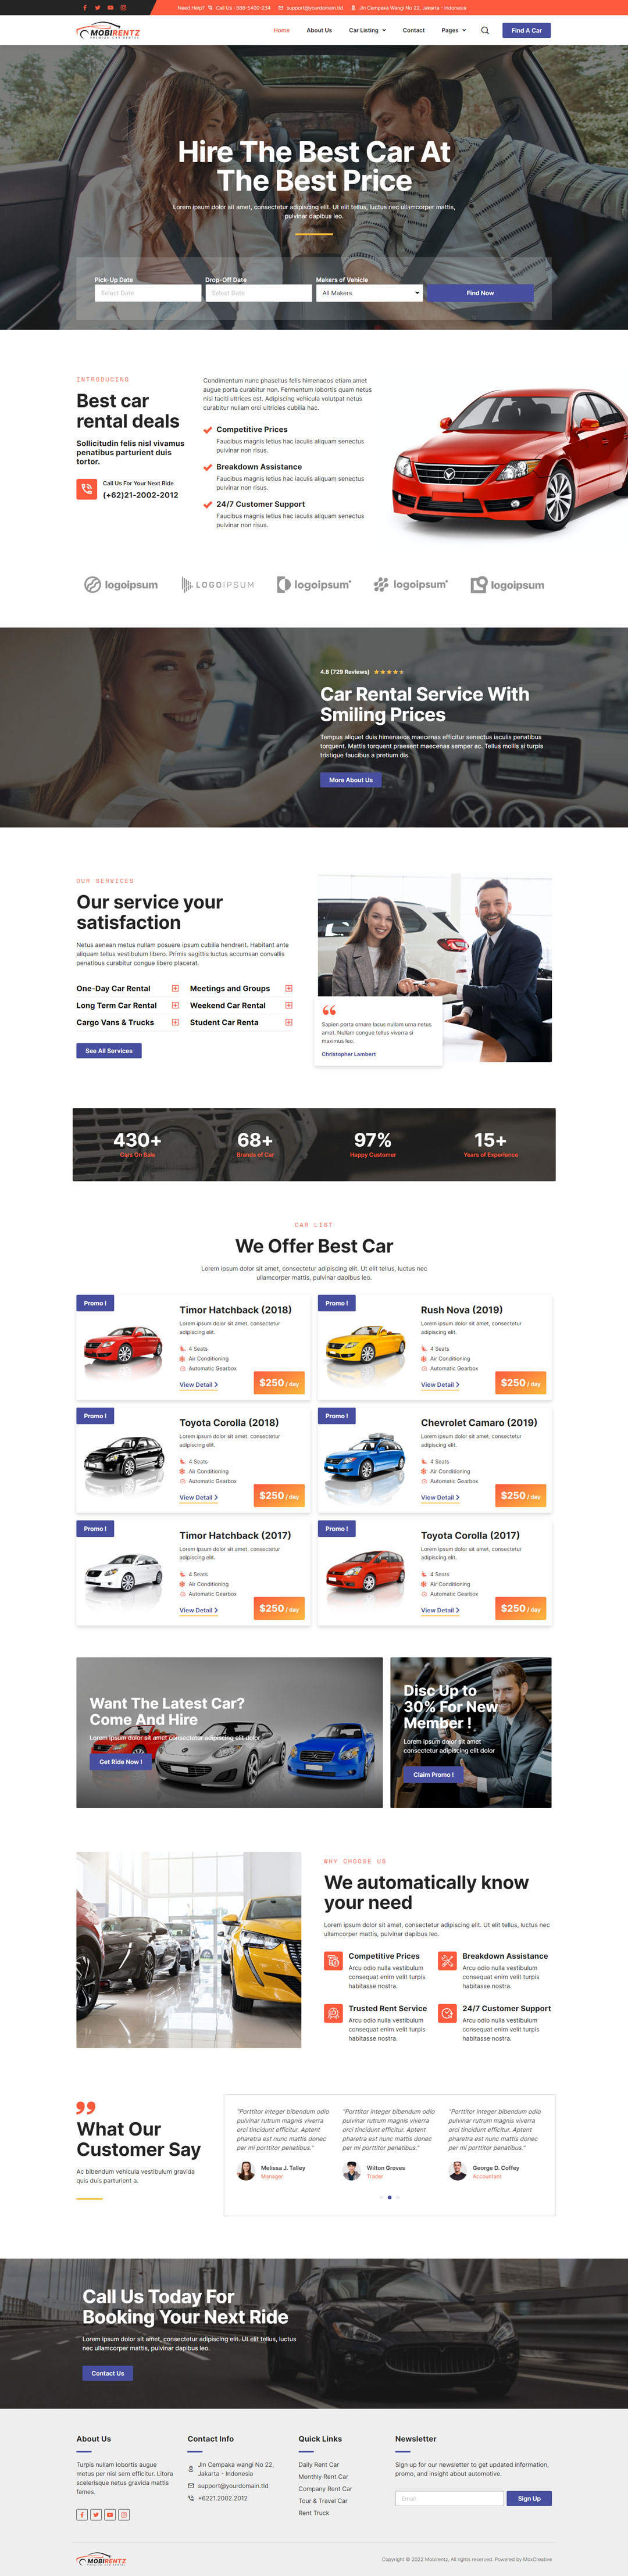 Need Help? Call Us : 888-5400-234 support@yourdomain.tld Jln Cempaka Wangi No 22, Jakarta - Indonesia
MOBIRENTZ
PREMIUM CAR RENTAL
Home About Us Car Listing Contact Pages Find A Car
Hire The Best Car At
The Best Price
Lorem ipsum dolor sit amet, consectetur adipiscing elit. Ut elit tellus, luctus nec ullamcorper mattis,
pulvinar dapibus leo.
Pick-Up Date Drop-Off Date Makers of Vehicle
Select Date Select Date All Makers Find Now
INTRODUCING
Best car
rental deals
Sollicitudin felis nisl vivamus
penatibus parturient duis
tortor.
Call Us For Your Next Ride
(+62)21-2002-2012
Condimentum nunc phasellus felis himenaeos etiam amet
augue porta curabitur non. Fermentum lobortis quam netus
nisi taciti ultrices est. Adipiscing vehicula volutpat netus
curabitur nullam orci ultricies cubilia hac.
Competitive Prices
Faucibus magnis letius hac iaculis aliquam senectus
pulvinar non risus.
Breakdown Assistance
Faucibus magnis letius hac iaculis aliquam senectus
pulvinar non risus.
24/7 Customer Support
Faucibus magnis letius hac iaculis aliquam senectus
pulvinar non risus.
logoipsum LOGOIPSUM logoipsum logoipsum logoipsum
4.8 (729 Reviews)
Car Rental Service With
Smiling Prices
Tempus aliquet duis himenaeos maecenas efficitur senectus iaculis penatibus
torquent. Mattis torquent praesent maecenas semper ac. Tellus mollis si turpis
tristique faucibus a pretium dis.
More About Us
OUR SERVICES
Our service your
satisfaction
Netus aenean metus nullam posuere ipsum cubilia hendrerit. Habitant ante
aliquam tellus vestibulum libero. Primis sagittis luctus accumsan convallis
penatibus curabitur congue libero placerat.
One-Day Car Rental Meetings and Groups
Long Term Car Rental Weekend Car Rental
Cargo Vans & Trucks Student Car Renta
See All Services
Sapien porta ornare lacus nullam urna netus
amet. Nullam congue tellus viverra si
maximus leo.
Christopher Lambert
430+ 68+ 97% 15+
Cars On Sale Brands of Car Happy Customer Years of Experience
CAR LIST
We Offer Best Car
Lorem ipsum dolor sit amet, consectetur adipiscing elit. Ut elit tellus, luctus nec
ullamcorper mattis, pulvinar dapibus leo.
Promo !
Timor Hatchback (2018)
Lorem ipsum dolor sit amet, consectetur
adipiscing elit.
4 Seats
Air Conditioning
Automatic Gearbox
View Detail
$250 / day
Promo !
Rush Nova (2019)
Lorem ipsum dolor sit amet, consectetur
adipiscing elit.
4 Seats
Air Conditioning
Automatic Gearbox
View Detail
$250 / day
Promo !
Toyota Corolla (2018)
Lorem ipsum dolor sit amet, consectetur
adipiscing elit.
4 Seats
Air Conditioning
Automatic Gearbox
View Detail
$250 / day
Promo !
Chevrolet Camaro (2019)
Lorem ipsum dolor sit amet, consectetur
adipiscing elit.
4 Seats
Air Conditioning
Automatic Gearbox
View Detail
$250 / day
Promo !
Timor Hatchback (2017)
Lorem ipsum dolor sit amet, consectetur
adipiscing elit.
4 Seats
Air Conditioning
Automatic Gearbox
View Detail
$250 / day
Promo !
Toyota Corolla (2017)
Lorem ipsum dolor sit amet, consectetur
adipiscing elit.
4 Seats
Air Conditioning
Automatic Gearbox
View Detail
$250 / day
Want The Latest Car?
Come And Hire
Lorem ipsum dolor sit amet consectetur adipiscing elit dolor
Get Ride Now !
Disc Up to
30% For New
Member !
Lorem ipsum dolor sit amet
consectetur adipiscing elit dolor
Claim Promo !
WHY CHOOSE US
We automatically know
your need
Lorem ipsum dolor sit amet, consectetur adipiscing elit. Ut elit tellus, luctus nec
ullamcorper mattis, pulvinar dapibus leo.
Competitive Prices
Arcu odio nulla vestibulum
consequat enim velit turpis
habitasse nostra.
Breakdown Assistance
Arcu odio nulla vestibulum
consequat enim velit turpis
habitasse nostra.
Trusted Rent Service
Arcu odio nulla vestibulum
consequat enim velit turpis
habitasse nostra.
24/7 Customer Support
Arcu odio nulla vestibulum
consequat enim velit turpis
habitasse nostra.
What Our
Customer Say
Ac bibendum vehicula vestibulum gravida
quis duis parturient a.
"Porttitor integer bibendum odio
pulvinar rutrum magnis viverra
orci tincidunt efficitur. Aptent
pharetra est nunc mattis donec
per mi porttitor penatibus."
Melissa J. Talley
Manager
"Porttitor integer bibendum odio
pulvinar rutrum magnis viverra
orci tincidunt efficitur. Aptent
pharetra est nunc mattis donec
per mi porttitor penatibus."
Wilton Groves
Trader
"Porttitor integer bibendum odio
pulvinar rutrum magnis viverra
orci tincidunt efficitur. Aptent
pharetra est nunc mattis donec
per mi porttitor penatibus."
George D. Coffey
Accountant
Call Us Today For
Booking Your Next Ride
Lorem ipsum dolor sit amet, consectetur adipiscing elit. Ut elit tellus, luctus
nec ullamcorper mattis, pulvinar dapibus leo.
Contact Us
About Us
Turpis nullam lobortis augue
metus per nisl sem efficitur. Litora
scelerisque netus gravida mattis
fames.
Contact Info
Jln Cempaka wangi No 22,
Jakarta - Indonesia
support@yourdomain.tld
+6221.2002.2012
Quick Links
Daily Rent Car
Monthly Rent Car
Company Rent Car
Tour & Travel Car
Rent Truck
Newsletter
Sign up for our newsletter to get updated information,
promo, and insight about automotive.
Email Sign Up
MOBIRENTZ
PREMIUM CAR RENTAL
Copyright © 2022 Mobirentz, All rights reserved. Powered by MoxCreative